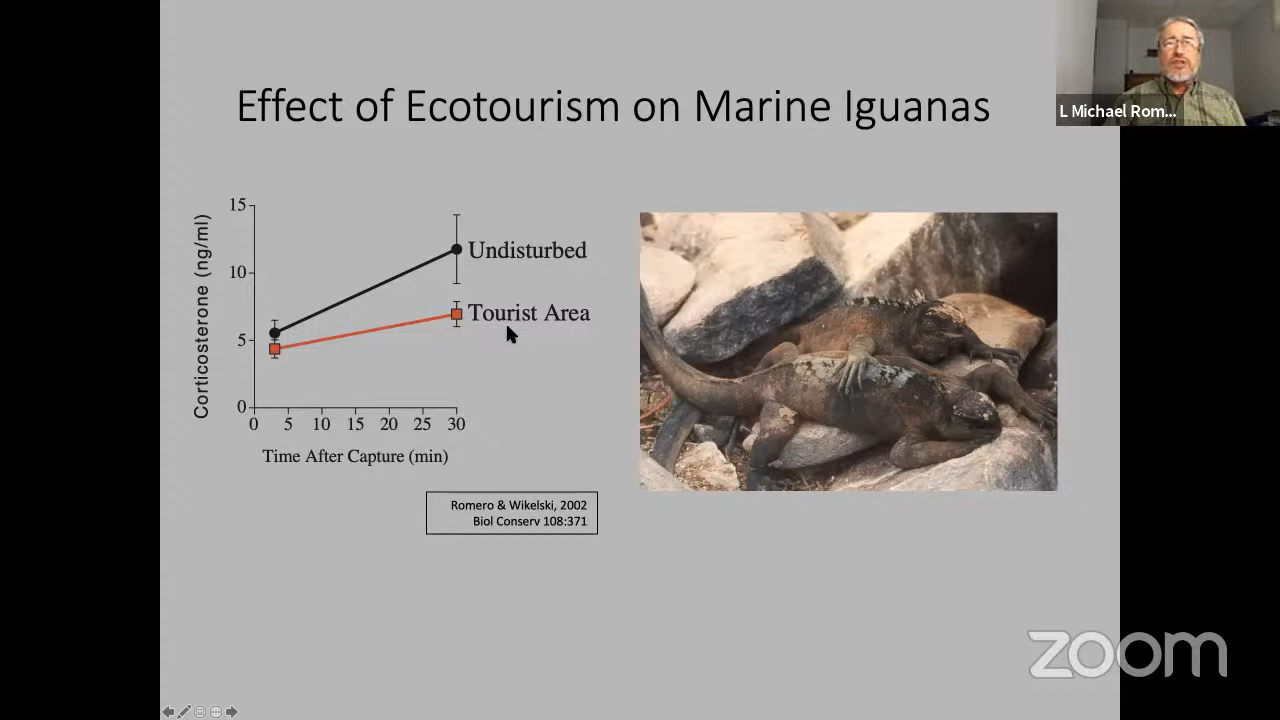 Effect of Ecotourism on Marine Iguanas
L Michael Rom...
15
10
5
0
Corticosterone (ng/ml)
Undisturbed
Tourist Area
0 5 10 15 20 25 30
Time After Capture (min)
Romero & Wikelski, 2002
Biol Conserv 108:371
zoom